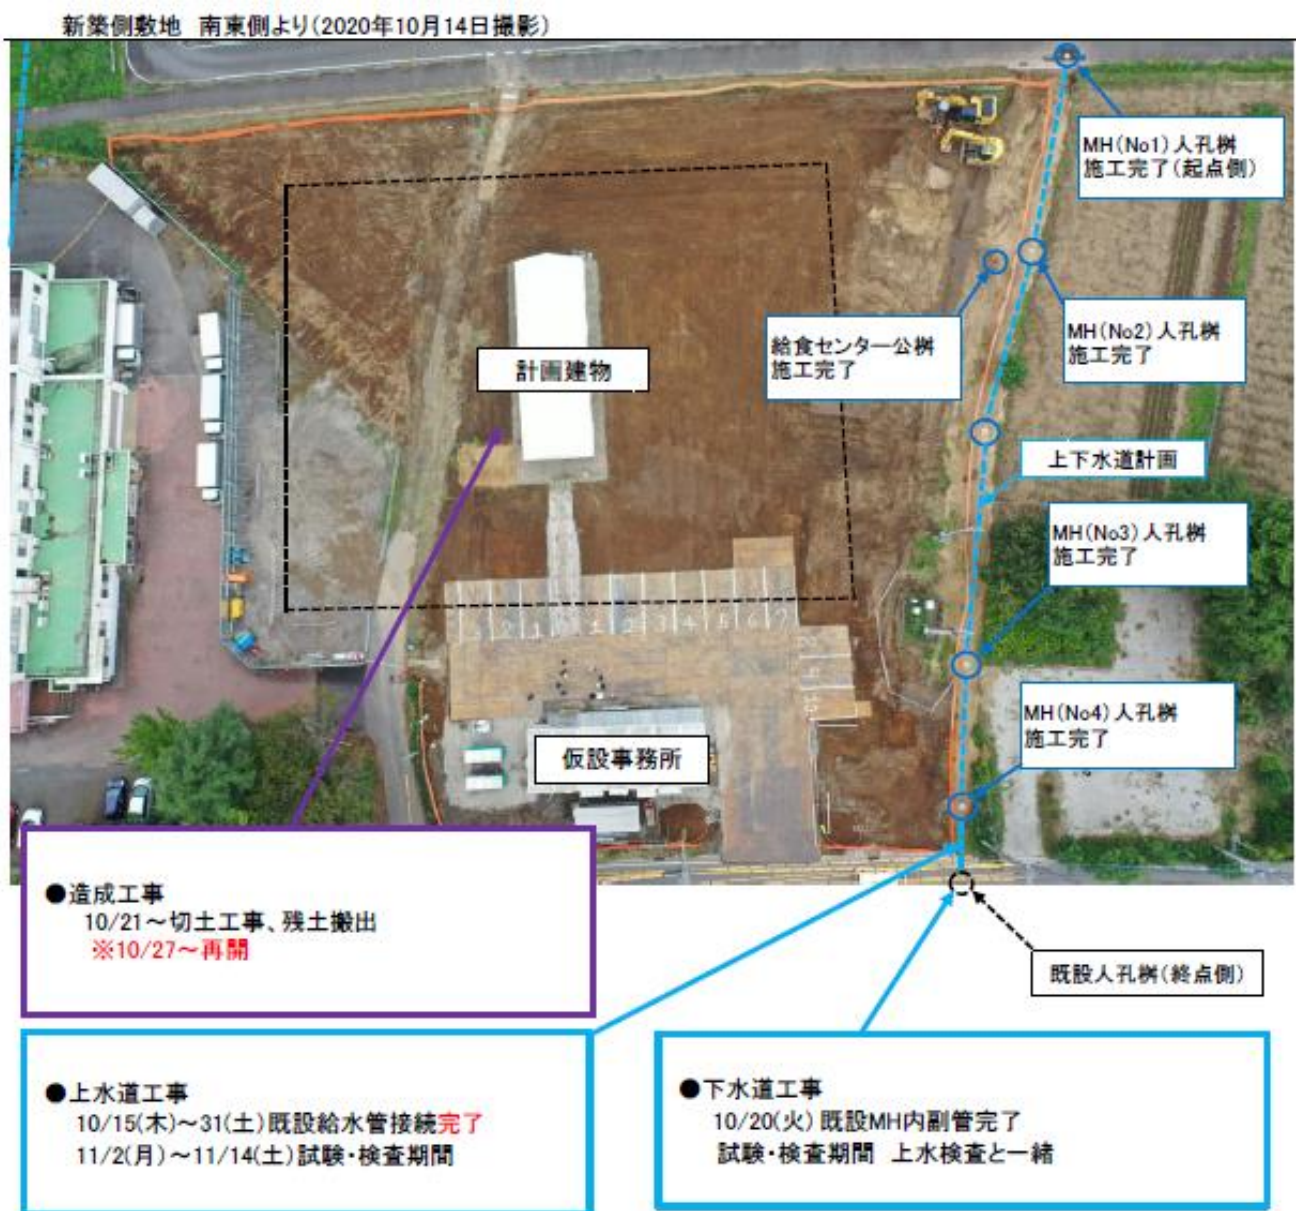 新築側敷地 南東側より(2020年10月14日撮影)
MH(No1)人孔桝
施工完了(起点側)
給食センター公桝
施工完了
MH(No2)人孔桝
施工完了
計画建物
上下水道計画
MH(No3)人孔桝
施工完了
MH(No4)人孔桝
施工完了
仮設事務所
●造成工事
10/21~切土工事、残土搬出
※10/27~再開
既設人孔桝(終点側)
●上水道工事
10/15(木)~31(土)既設給水管接続完了
11/2(月)~11/14(土)試験・検査期間
●下水道工事
10/20(火)既設MH内副管完了
試験・検査期間 上水検査と一緒